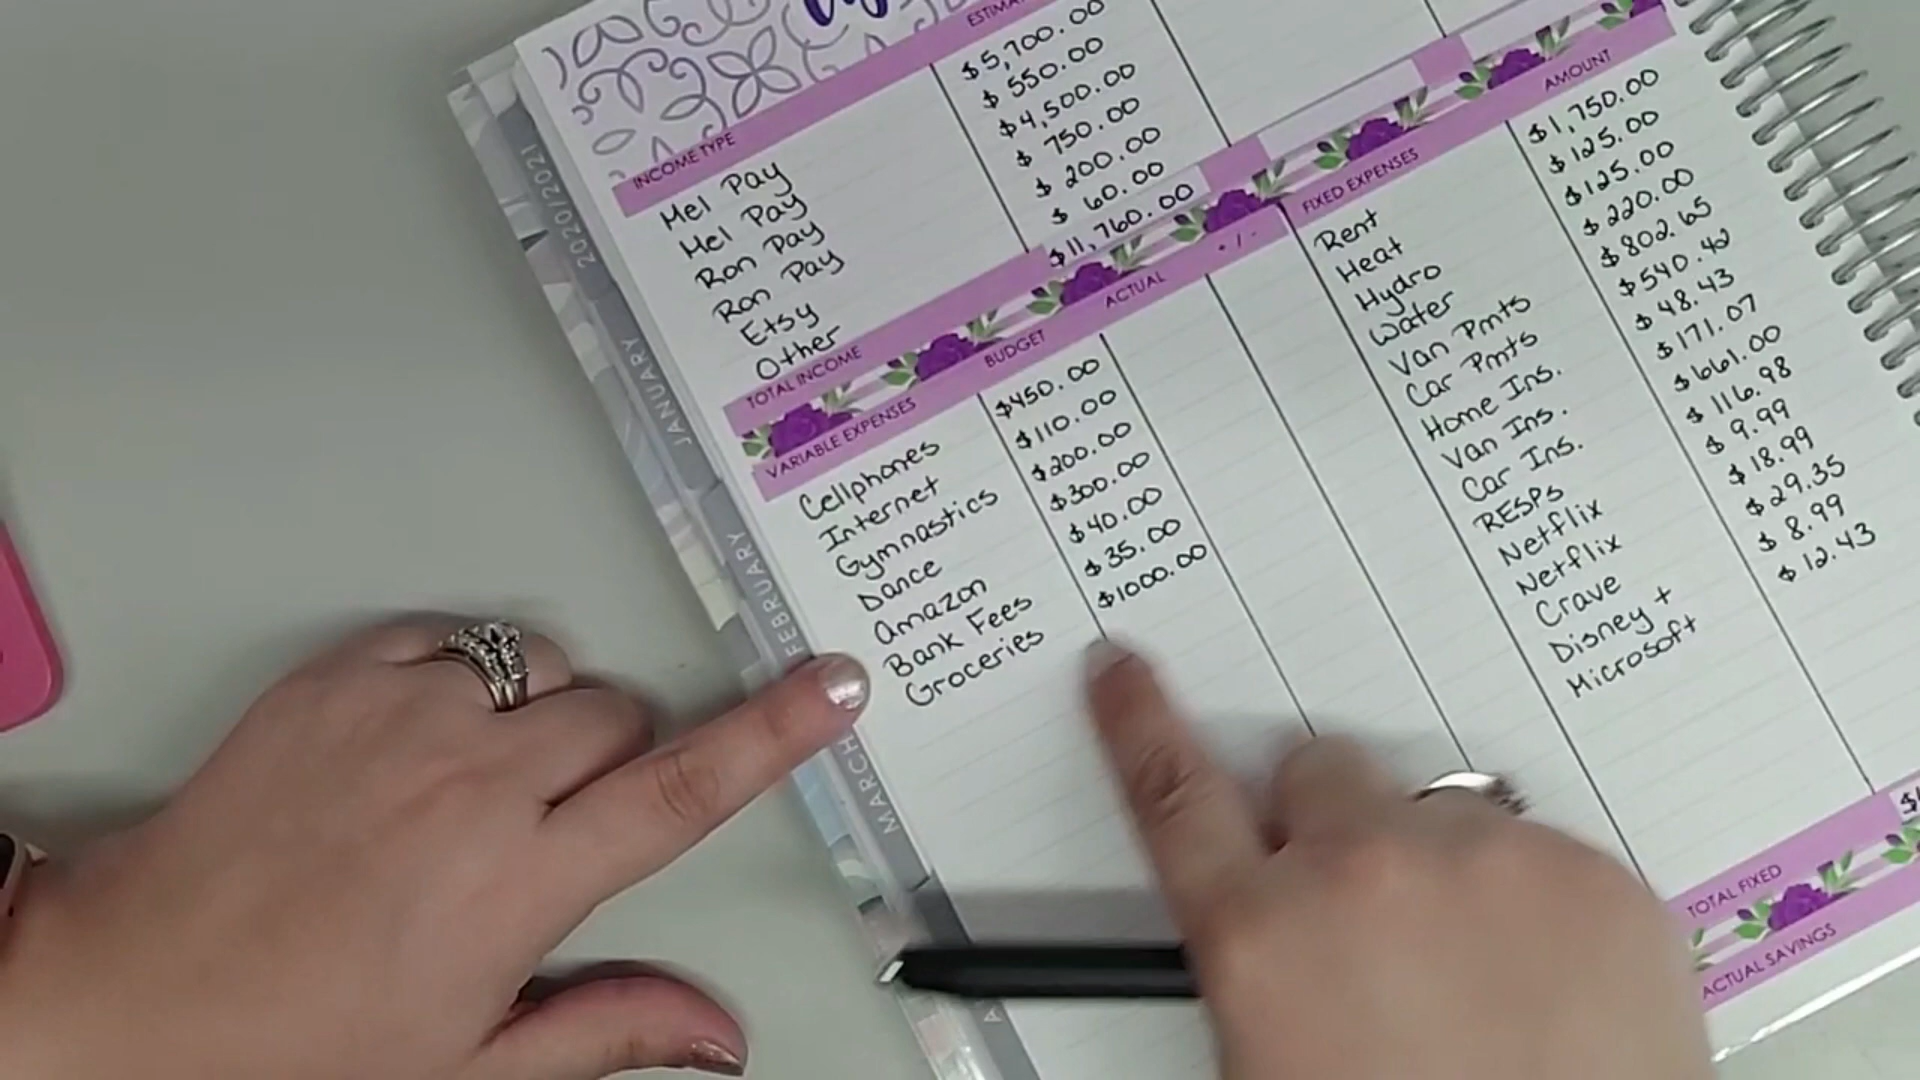 ESTIMA
INCOME TYPE
Mel Pay $5,700.00
Mel Pay $550.00
Ron Pay $4,500.00
Ron Pay $750.00
Etsy $200.00
Other $60.00
TOTAL INCOME $11,760.00
VARIABLE EXPENSES BUDGET ACTUAL • / •
Cellphones $450.00
Internet $110.00
Gymnastics $200.00
Dance $300.00
Amazon $40.00
Bank Fees $35.00
Groceries $1000.00
FIXED EXPENSES AMOUNT
Rent $1,750.00
Heat $125.00
Hydro $125.00
Water $220.00
Van Pmts $802.65
Car Pmts $540.42
Home Ins. $48.43
Van Ins. $171.07
Car Ins. $661.00
RESPs $116.98
Netflix $9.99
Netflix $18.99
Crave $29.35
Disney + $8.99
Microsoft $12.43
TOTAL FIXED
ACTUAL SAVINGS
2020/2021
JANUARY
FEBRUARY
MARCH
A